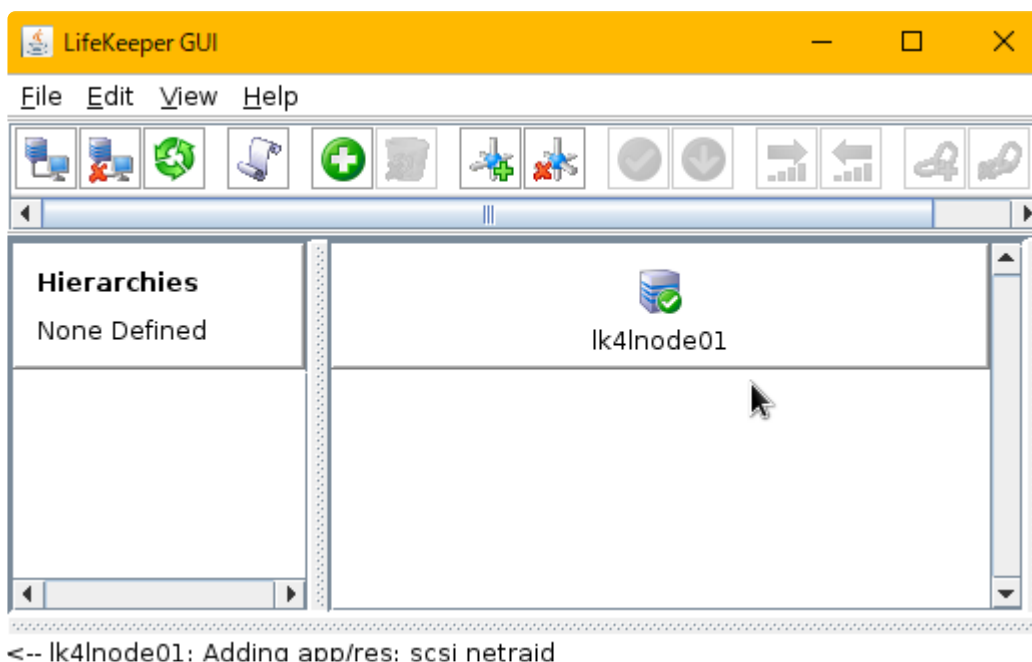 LifeKeeper GUI
File Edit View Help
Hierarchies
None Defined
lk4lnode01
<-- lk4lnode01: Adding app/res: scsi netraid